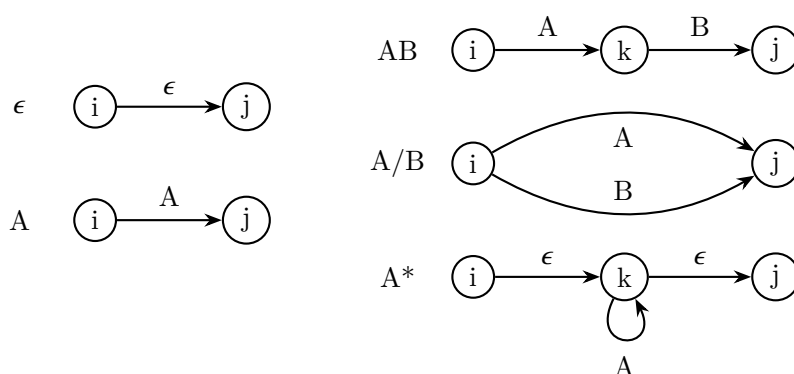 ϵ i ϵ j
A i A j
AB i A k B j
A/B i A B j
A* i ϵ k ϵ j
A